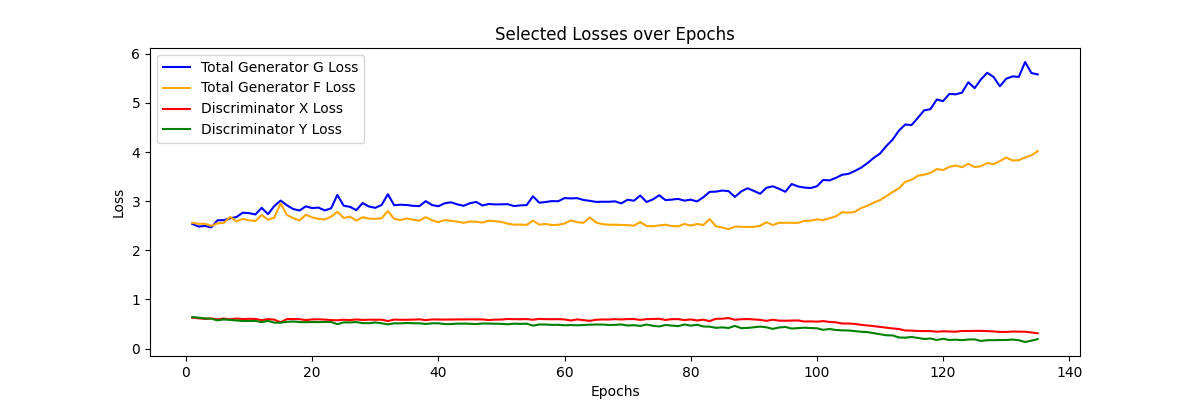 Selected Losses over Epochs
Total Generator G Loss
Total Generator F Loss
Discriminator X Loss
Discriminator Y Loss
Loss
6
5
4
3
2
1
0
0 20 40 60 80 100 120 140
Epochs